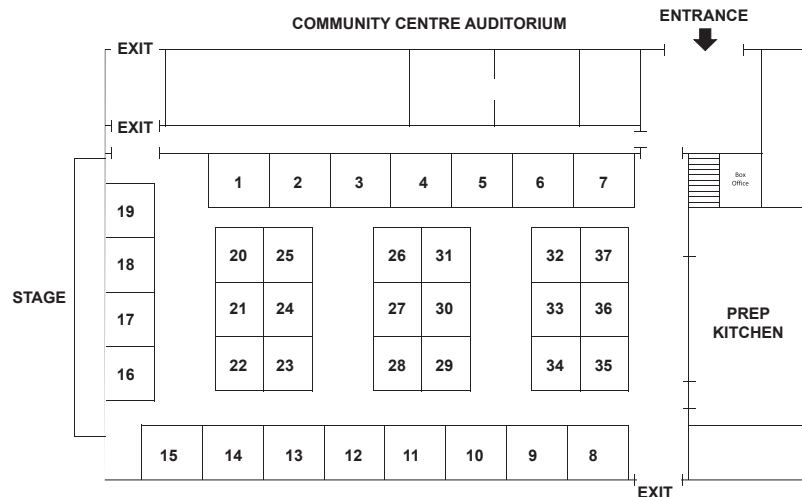 COMMUNITY CENTRE AUDITORIUM
ENTRANCE
EXIT
EXIT
1 2 3 4 5 6 7
Box
Office
19
18
17
16
STAGE
20 25
21 24
22 23
26 31
27 30
28 29
32 37
33 36
34 35
PREP
KITCHEN
15 14 13 12 11 10 9 8
EXIT